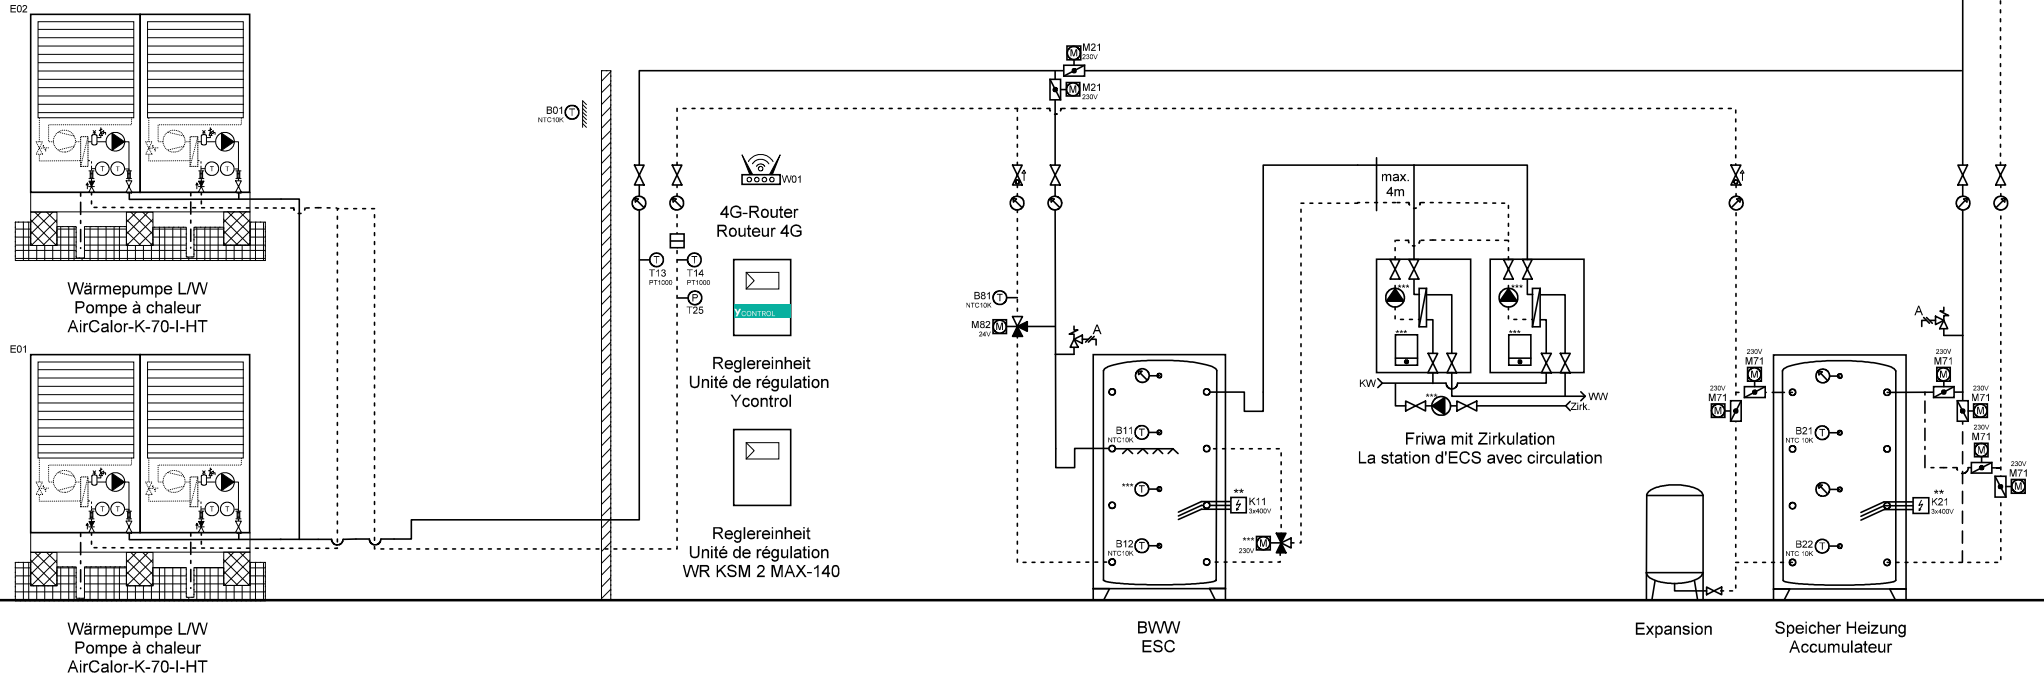 E02
Wärmepumpe L/W
Pompe à chaleur
AirCalor-K-70-I-HT
E01
T T T T
T T T T
Wärmepumpe L/W
Pompe à chaleur
AirCalor-K-70-I-HT
B01 T
NTC10K
W01
4G-Router
Routeur 4G
T T
T13 T14
PT1000 PT1000
P
T25
YCONTROL
Reglereinheit
Unité de régulation
Ycontrol
Reglereinheit
Unité de régulation
WR KSM 2 MAX-140
M M21
230V
M M21
230V
B81 T
NTC10K
M82 M
24V
A
B11 T
NTC10K
*** T
B12 T
NTC10K
**
K11
3x400V
*** M
230V
BWW
ESC
max.
4m
*** ***
*** ***
KW
WW
***
Zirk.
Friwa mit Zirkulation
La station d'ECS avec circulation
Expansion
230V
M71
M
230V
M71
M
A
230V
M71
M
230V
M71
M
230V
M71
M
230V
M71
M
B21 T
NTC 10K
**
K21
3x400V
B22 T
NTC 10K
Speicher Heizung
Accumulateur